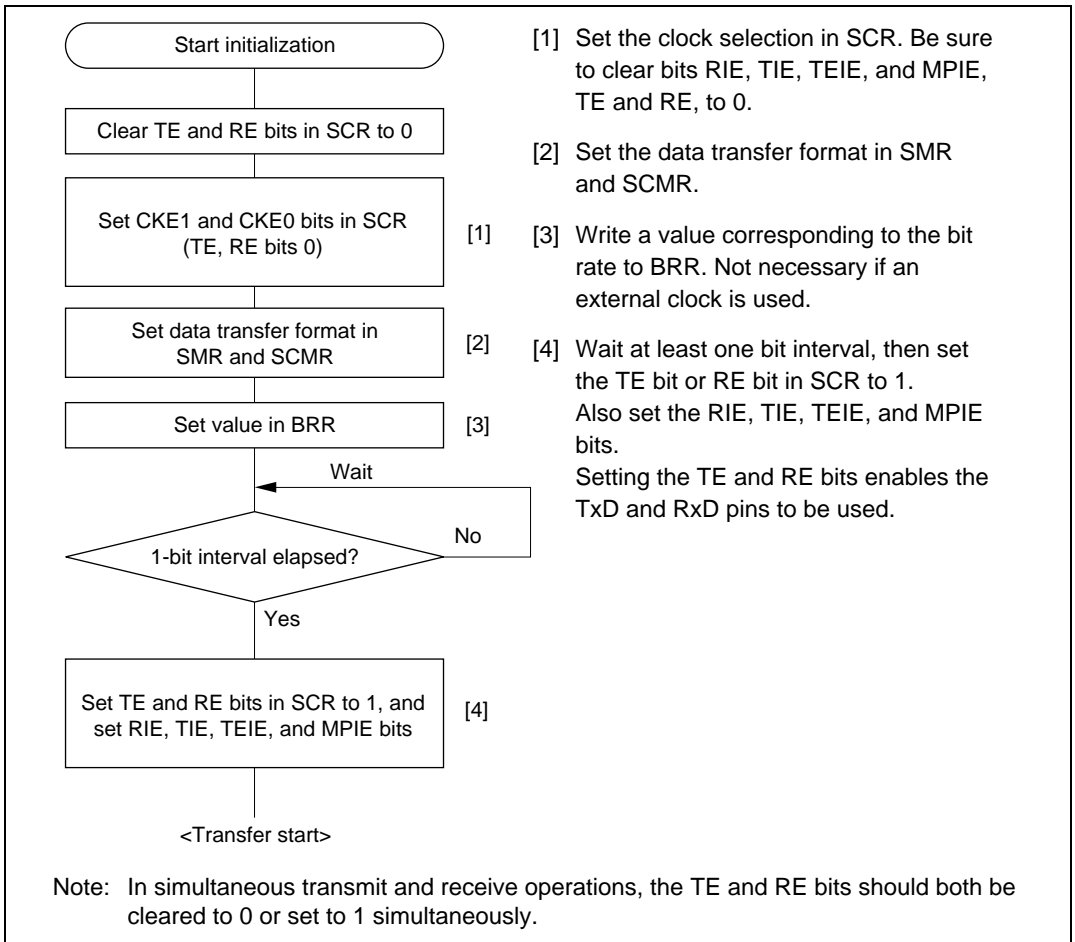 Start initialization
Clear TE and RE bits in SCR to 0
Set CKE1 and CKE0 bits in SCR
(TE, RE bits 0)
[1]
Set data transfer format in
SMR and SCMR
[2]
Set value in BRR
[3]
Wait
No
1-bit interval elapsed?
Yes
Set TE and RE bits in SCR to 1, and
set RIE, TIE, TEIE, and MPIE bits
[4]
<Transfer start>
[1] Set the clock selection in SCR. Be sure
to clear bits RIE, TIE, TEIE, and MPIE,
TE and RE, to 0.
[2] Set the data transfer format in SMR
and SCMR.
[3] Write a value corresponding to the bit
rate to BRR. Not necessary if an
external clock is used.
[4] Wait at least one bit interval, then set
the TE bit or RE bit in SCR to 1.
Also set the RIE, TIE, TEIE, and MPIE
bits.
Setting the TE and RE bits enables the
TxD and RxD pins to be used.
Note: In simultaneous transmit and receive operations, the TE and RE bits should both be
cleared to 0 or set to 1 simultaneously.